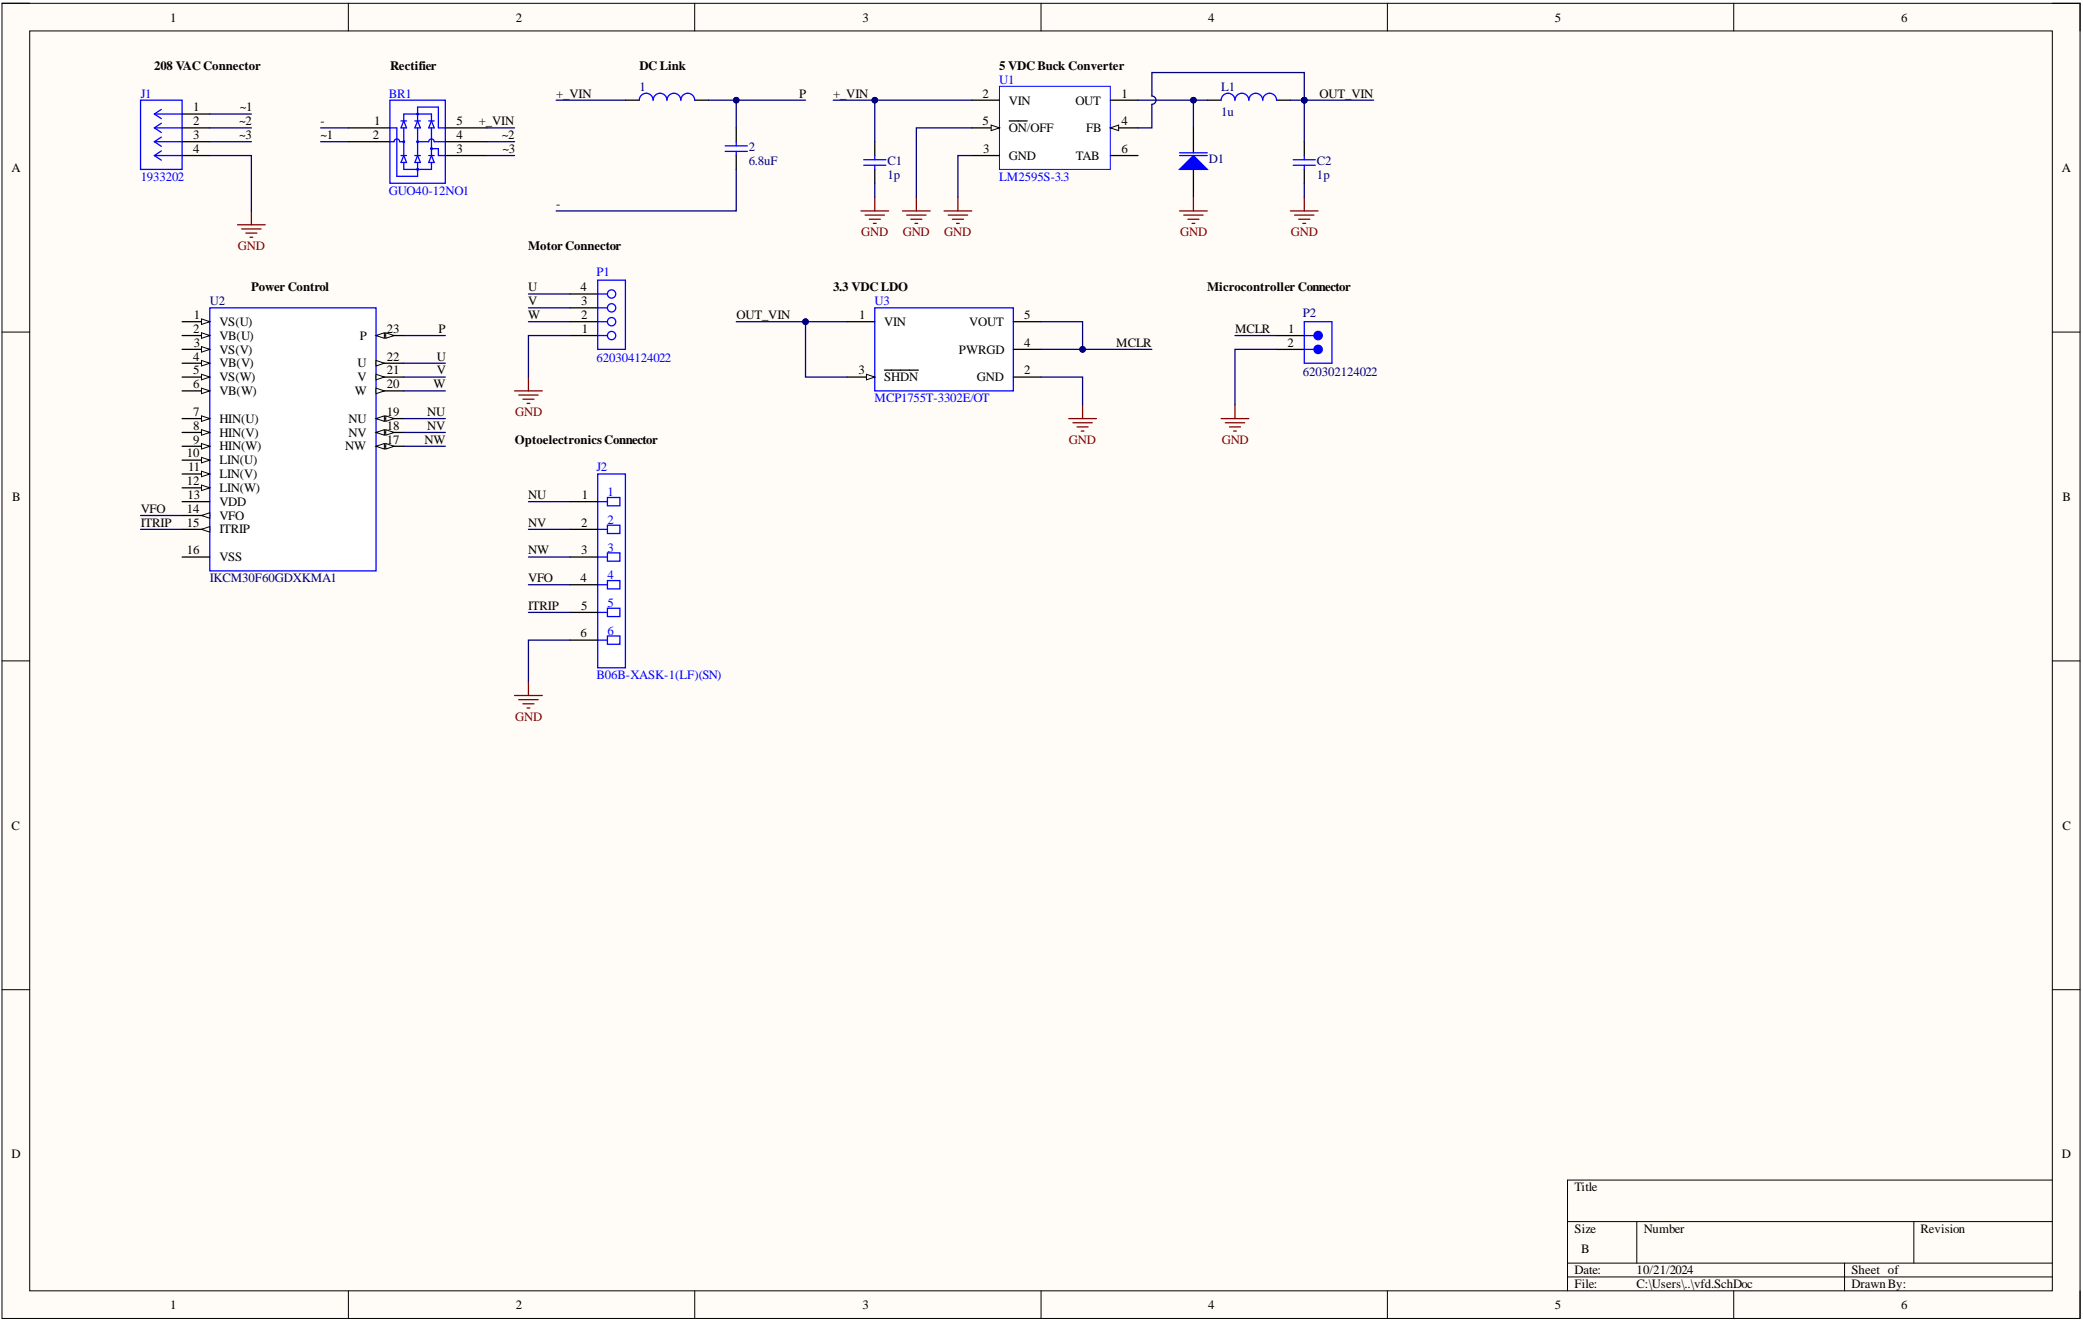 1 2 3 4 5 6
A
B
C
D
A
B
C
D
208 VAC Connector
J1
1 ~1
2 ~2
3 ~3
4
1933202
GND
Rectifier
BR1
- 1
~1 2
5 +_VIN
4 ~2
3 ~3
GUO40-12NO1
DC Link
+_VIN 1 P
2
6.8uF
-
5 VDC Buck Converter
U1
+_VIN 2 VIN OUT 1
5 ON/OFF FB 4
3 GND TAB 6
LM2595S-3.3
C1
1p
L1
1u
OUT_VIN
D1
C2
1p
GND GND GND GND GND
Power Control
U2
1 VS(U)
2 VB(U)
3 VS(V)
4 VB(V)
5 VS(W)
6 VB(W)
7 HIN(U)
8 HIN(V)
9 HIN(W)
10 LIN(U)
11 LIN(V)
12 LIN(W)
13 VDD
VFO 14 VFO
ITRIP 15 ITRIP
16 VSS
P 23 P
U 22 U
V 21 V
W 20 W
NU 19 NU
NV 18 NV
NW 17 NW
IKCM30F60GDXKMA1
Motor Connector
P1
U 4
V 3
W 2
1
620304124022
GND
Optoelectronics Connector
J2
NU 1 1
NV 2 2
NW 3 3
VFO 4 4
ITRIP 5 5
6 6
B06B-XASK-1(LF)(SN)
GND
3.3 VDC LDO
U3
OUT_VIN 1 VIN VOUT 5
PWRGD 4 MCLR
3 SHDN GND 2
MCP1755T-3302E/OT
GND
Microcontroller Connector
P2
MCLR 1
2
620302124022
GND
Title
Size Number Revision
B
Date: 10/21/2024 Sheet of
File: C:\Users\..\vfd.SchDoc Drawn By:
1 2 3 4 5 6